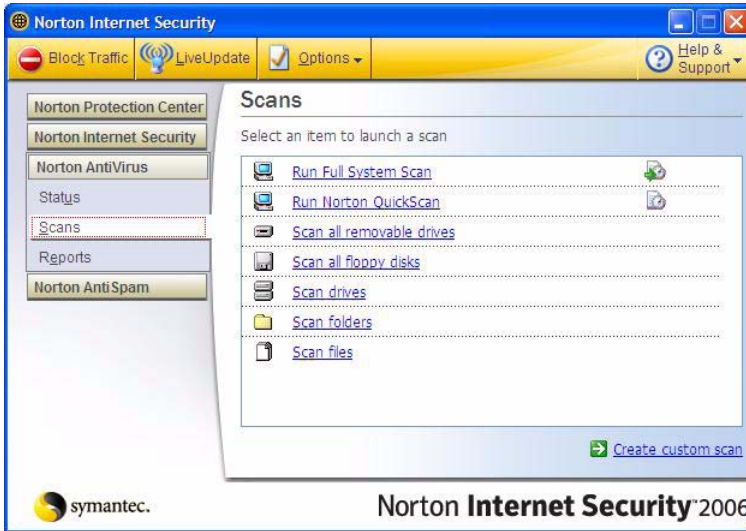 Norton Internet Security
Block Traffic LiveUpdate Options Help & Support
Norton Protection Center
Norton Internet Security
Norton AntiVirus
Status
Scans
Reports
Norton AntiSpam
Scans
Select an item to launch a scan
Run Full System Scan
Run Norton QuickScan
Scan all removable drives
Scan all floppy disks
Scan drives
Scan folders
Scan files
Create custom scan
symantec.
Norton Internet Security 2006